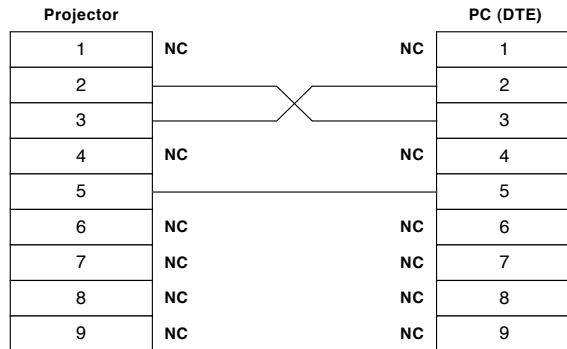 Projector PC (DTE)
1 NC NC 1
2 2
3 3
4 NC NC 4
5 5
6 NC NC 6
7 NC NC 7
8 NC NC 8
9 NC NC 9